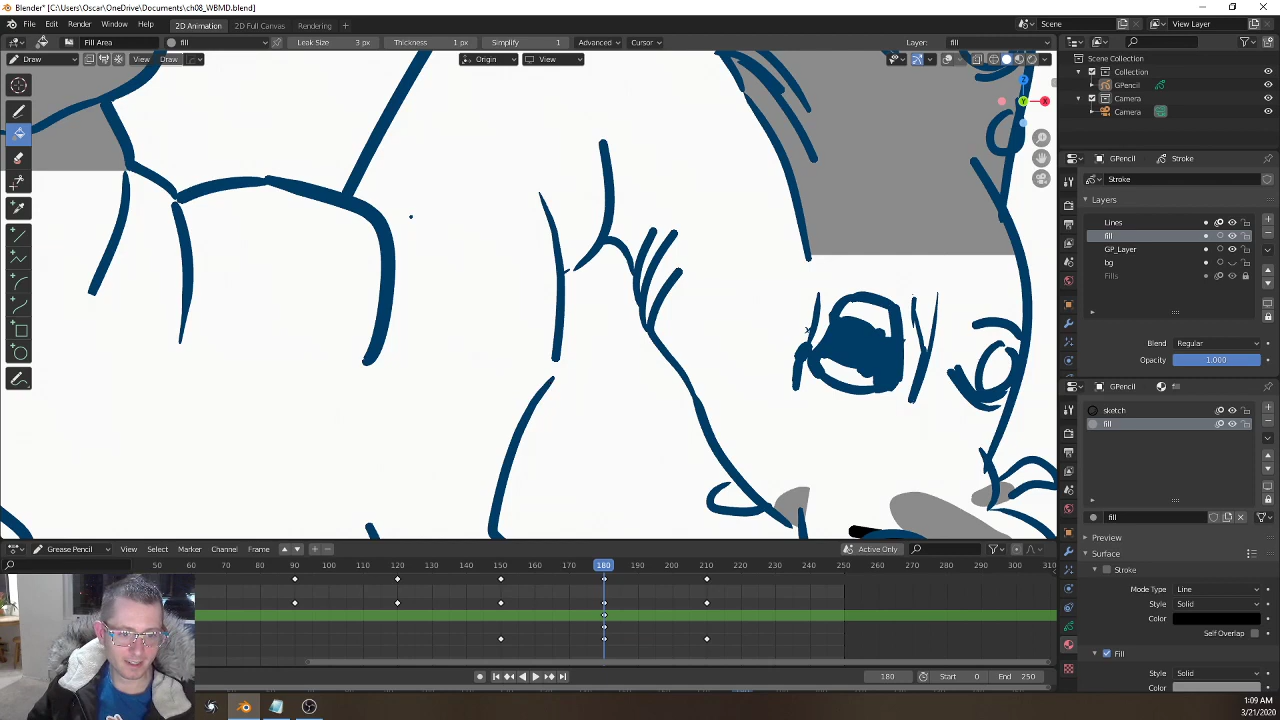 Blender* [C:\Users\Oscar\OneDrive\Documents\ch08_WBMD.blend]
File Edit Render Window Help 2D Animation 2D Full Canvas Rendering + Scene View Layer
Fill Area fill Leak Size 3 px Thickness 1 px Simplify 1 Advanced Cursor Layer: fill
Draw View Draw Origin View
Scene Collection
Collection
GPencil
Camera
Camera
X
Z
GPencil Stroke
Stroke
Layers
Lines
fill
GP_Layer
bg
Fills
Blend Regular
Opacity 1.000
GPencil
sketch
fill
fill
Preview
Surface
Stroke
Mode Type Line
Style Solid
Color
Self Overlap
Fill
Style Solid
Color
Grease Pencil View Select Marker Channel Frame Active Only
50 60 70 80 90 100 110 120 130 140 150 160 170 180 190 200 210 220 230 240 250 260 270 280 290 300 310
180 Start 0 End 250
1:09 AM
3/21/2020